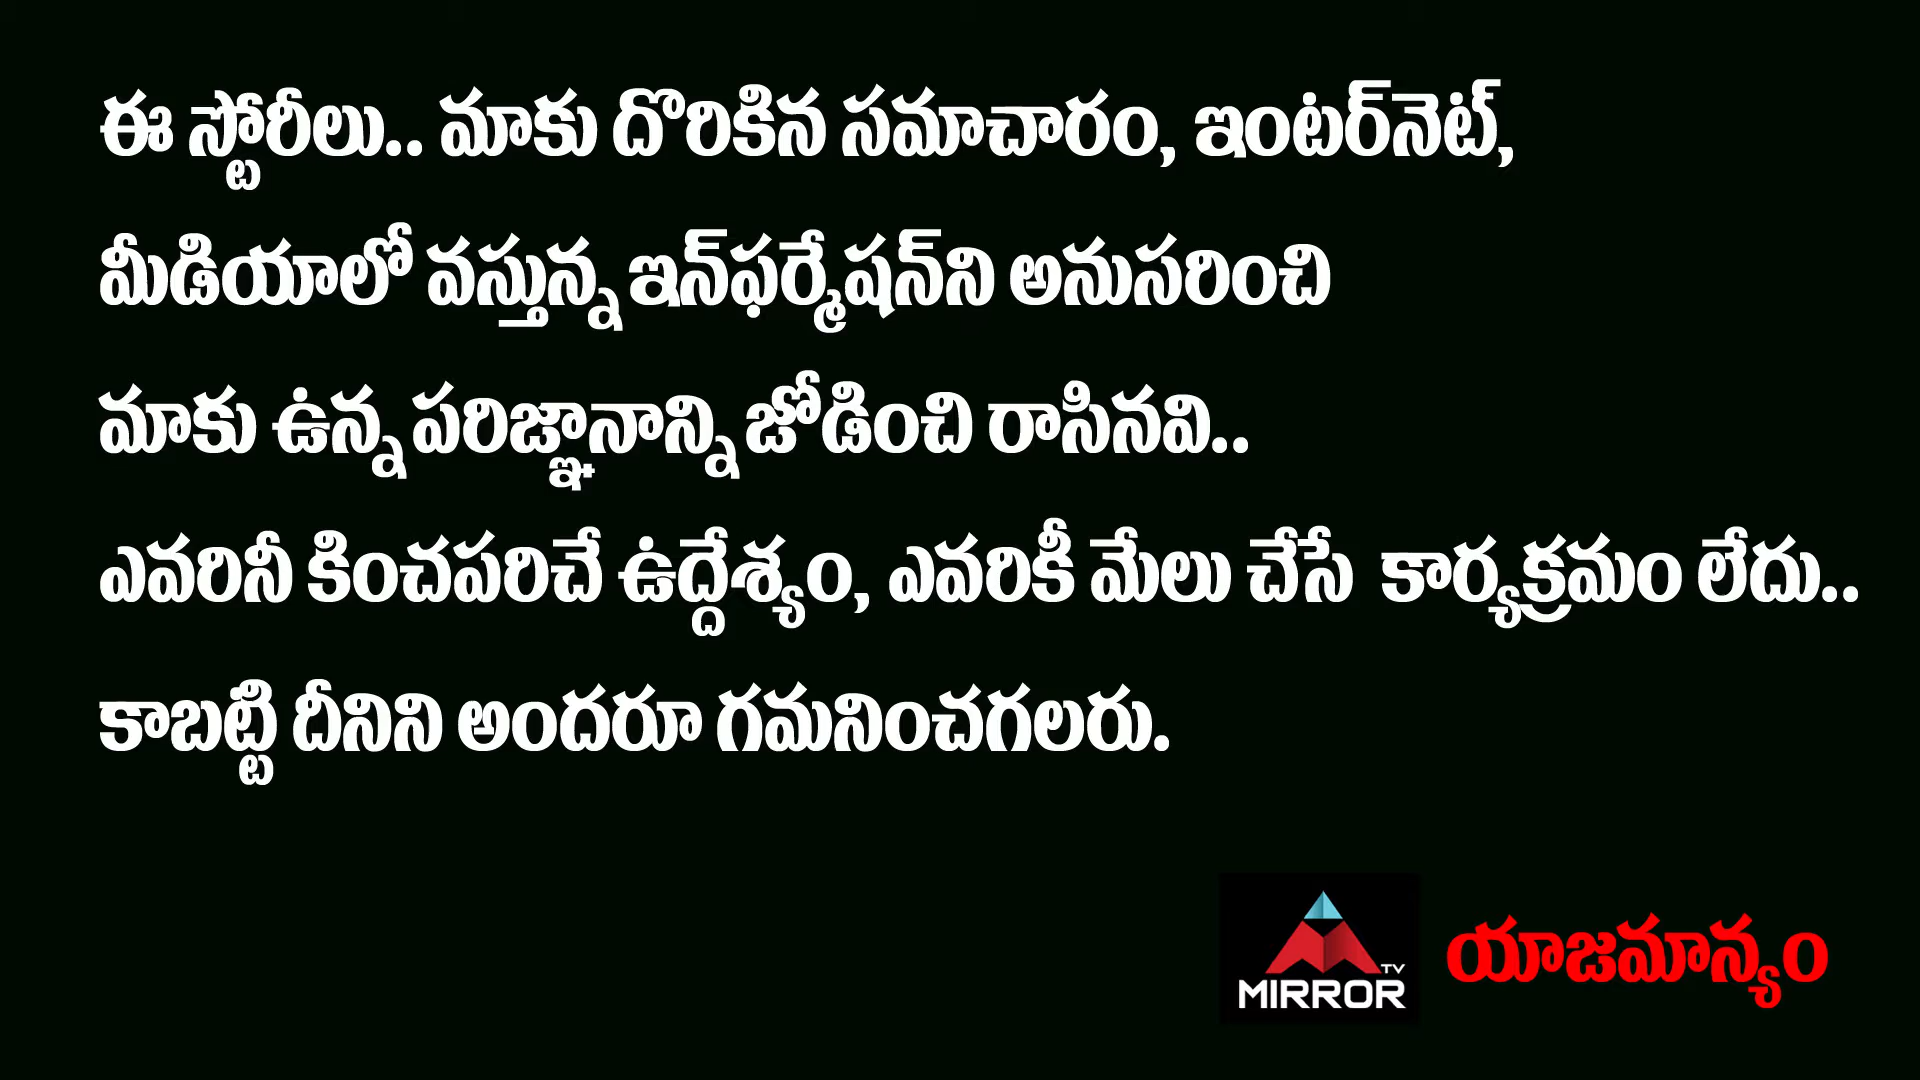 ఈ స్టోరీలు.. మాకు దొరికిన సమాచారం, ఇంటర్‌నెట్,
మీడియాలో వస్తున్న ఇన్‌ఫర్మేషన్‌ని అనుసరించి
మాకు ఉన్న పరిజ్ఞానాన్ని జోడించి రాసినవి..
ఎవరినీ కించపరిచే ఉద్దేశ్యం, ఎవరికీ మేలు చేసే కార్యక్రమం లేదు..
కాబట్టి దీనిని అందరూ గమనించగలరు.
TV
MIRROR
యాజమాన్యం